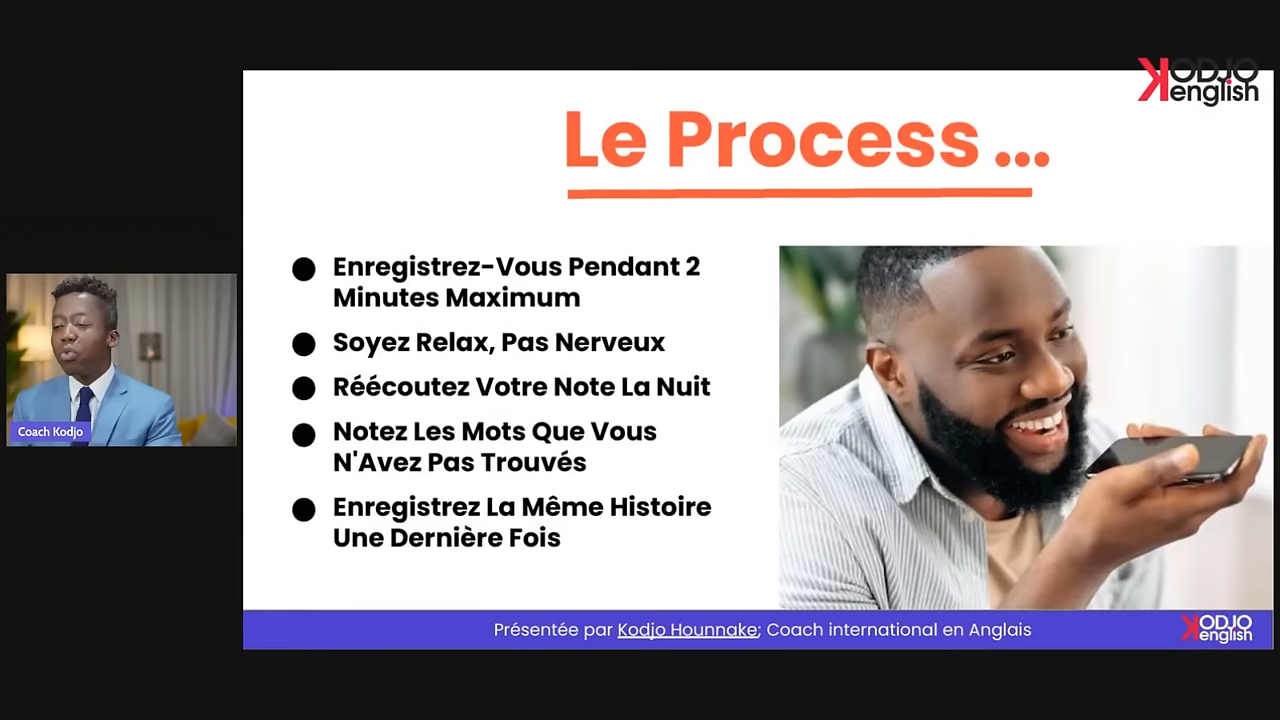 KODJO
english
Le Process ...
Enregistrez-Vous Pendant 2
Minutes Maximum
Soyez Relax, Pas Nerveux
Réécoutez Votre Note La Nuit
Notez Les Mots Que Vous
N'Avez Pas Trouvés
Enregistrez La Même Histoire
Une Dernière Fois
Coach Kodjo
Présentée par Kodjo Hounnake; Coach international en Anglais
KODJO
english